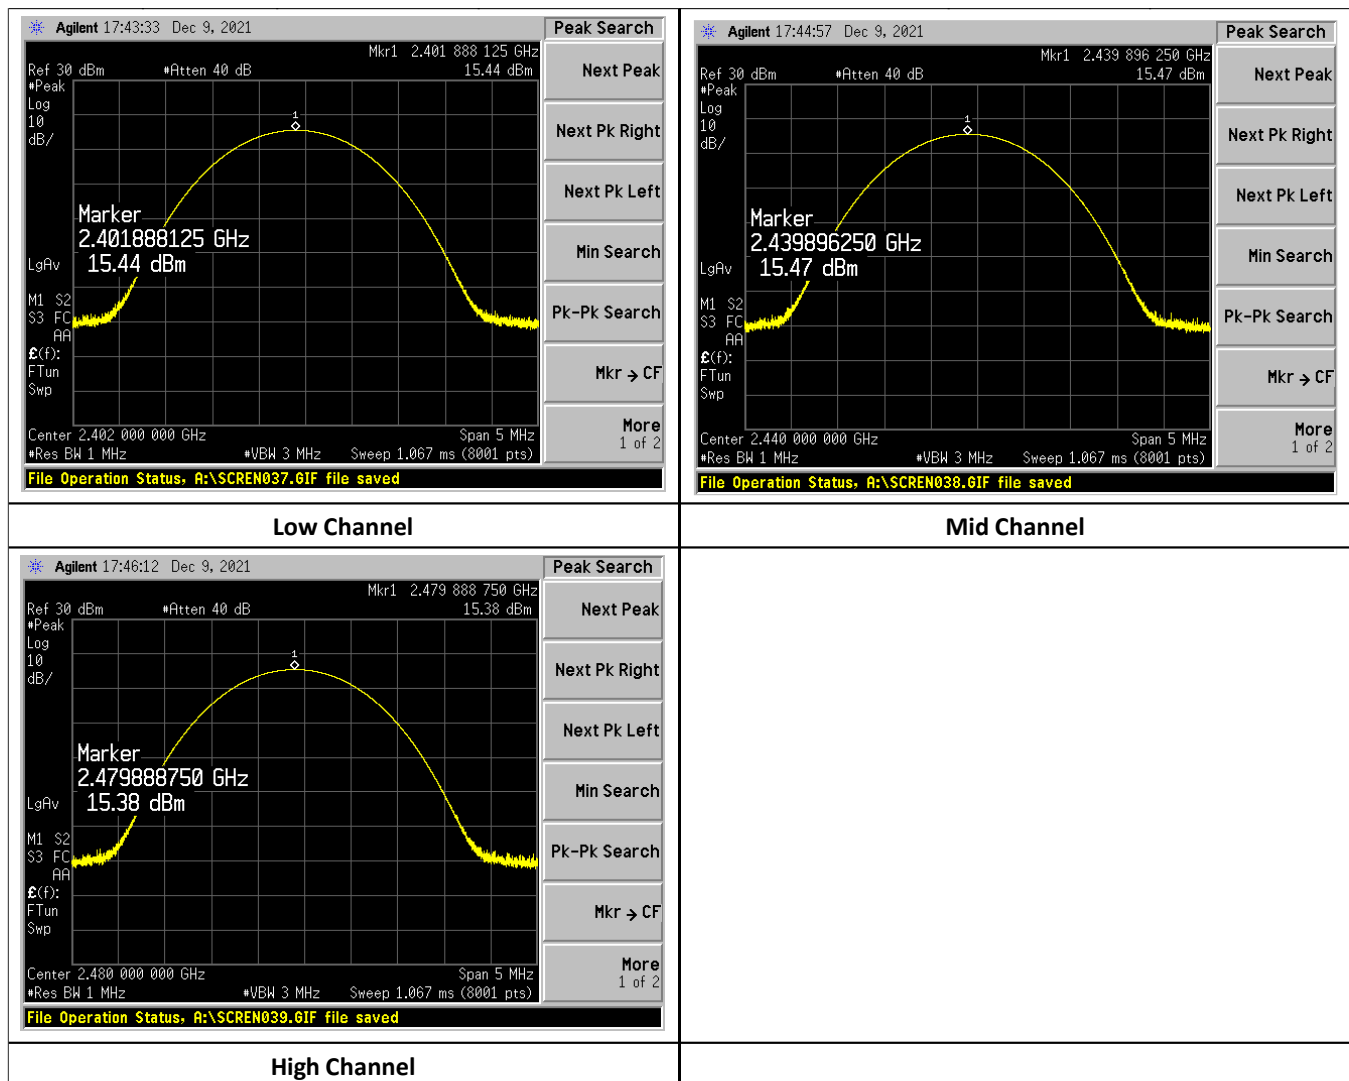 Agilent 17:43:33 Dec 9, 2021
Peak Search
Mkr1 2.401 888 125 GHz
Ref 30 dBm #Atten 40 dB 15.44 dBm
#Peak
Log
10
dB/
1
Marker
2.401888125 GHz
15.44 dBm
LgAv
M1 S2
S3 FC
AA
£(f):
FTun
Swp
Center 2.402 000 000 GHz Span 5 MHz
#Res BW 1 MHz #VBW 3 MHz Sweep 1.067 ms (8001 pts)
File Operation Status, A:\SCREN037.GIF file saved
Next Peak
Next Pk Right
Next Pk Left
Min Search
Pk-Pk Search
Mkr → CF
More
1 of 2
Low Channel
Agilent 17:44:57 Dec 9, 2021
Peak Search
Mkr1 2.439 896 250 GHz
Ref 30 dBm #Atten 40 dB 15.47 dBm
#Peak
Log
10
dB/
1
Marker
2.439896250 GHz
15.47 dBm
LgAv
M1 S2
S3 FC
AA
£(f):
FTun
Swp
Center 2.440 000 000 GHz Span 5 MHz
#Res BW 1 MHz #VBW 3 MHz Sweep 1.067 ms (8001 pts)
File Operation Status, A:\SCREN038.GIF file saved
Next Peak
Next Pk Right
Next Pk Left
Min Search
Pk-Pk Search
Mkr → CF
More
1 of 2
Mid Channel
Agilent 17:46:12 Dec 9, 2021
Peak Search
Mkr1 2.479 888 750 GHz
Ref 30 dBm #Atten 40 dB 15.38 dBm
#Peak
Log
10
dB/
1
Marker
2.479888750 GHz
15.38 dBm
LgAv
M1 S2
S3 FC
AA
£(f):
FTun
Swp
Center 2.480 000 000 GHz Span 5 MHz
#Res BW 1 MHz #VBW 3 MHz Sweep 1.067 ms (8001 pts)
File Operation Status, A:\SCREN039.GIF file saved
Next Peak
Next Pk Right
Next Pk Left
Min Search
Pk-Pk Search
Mkr → CF
More
1 of 2
High Channel